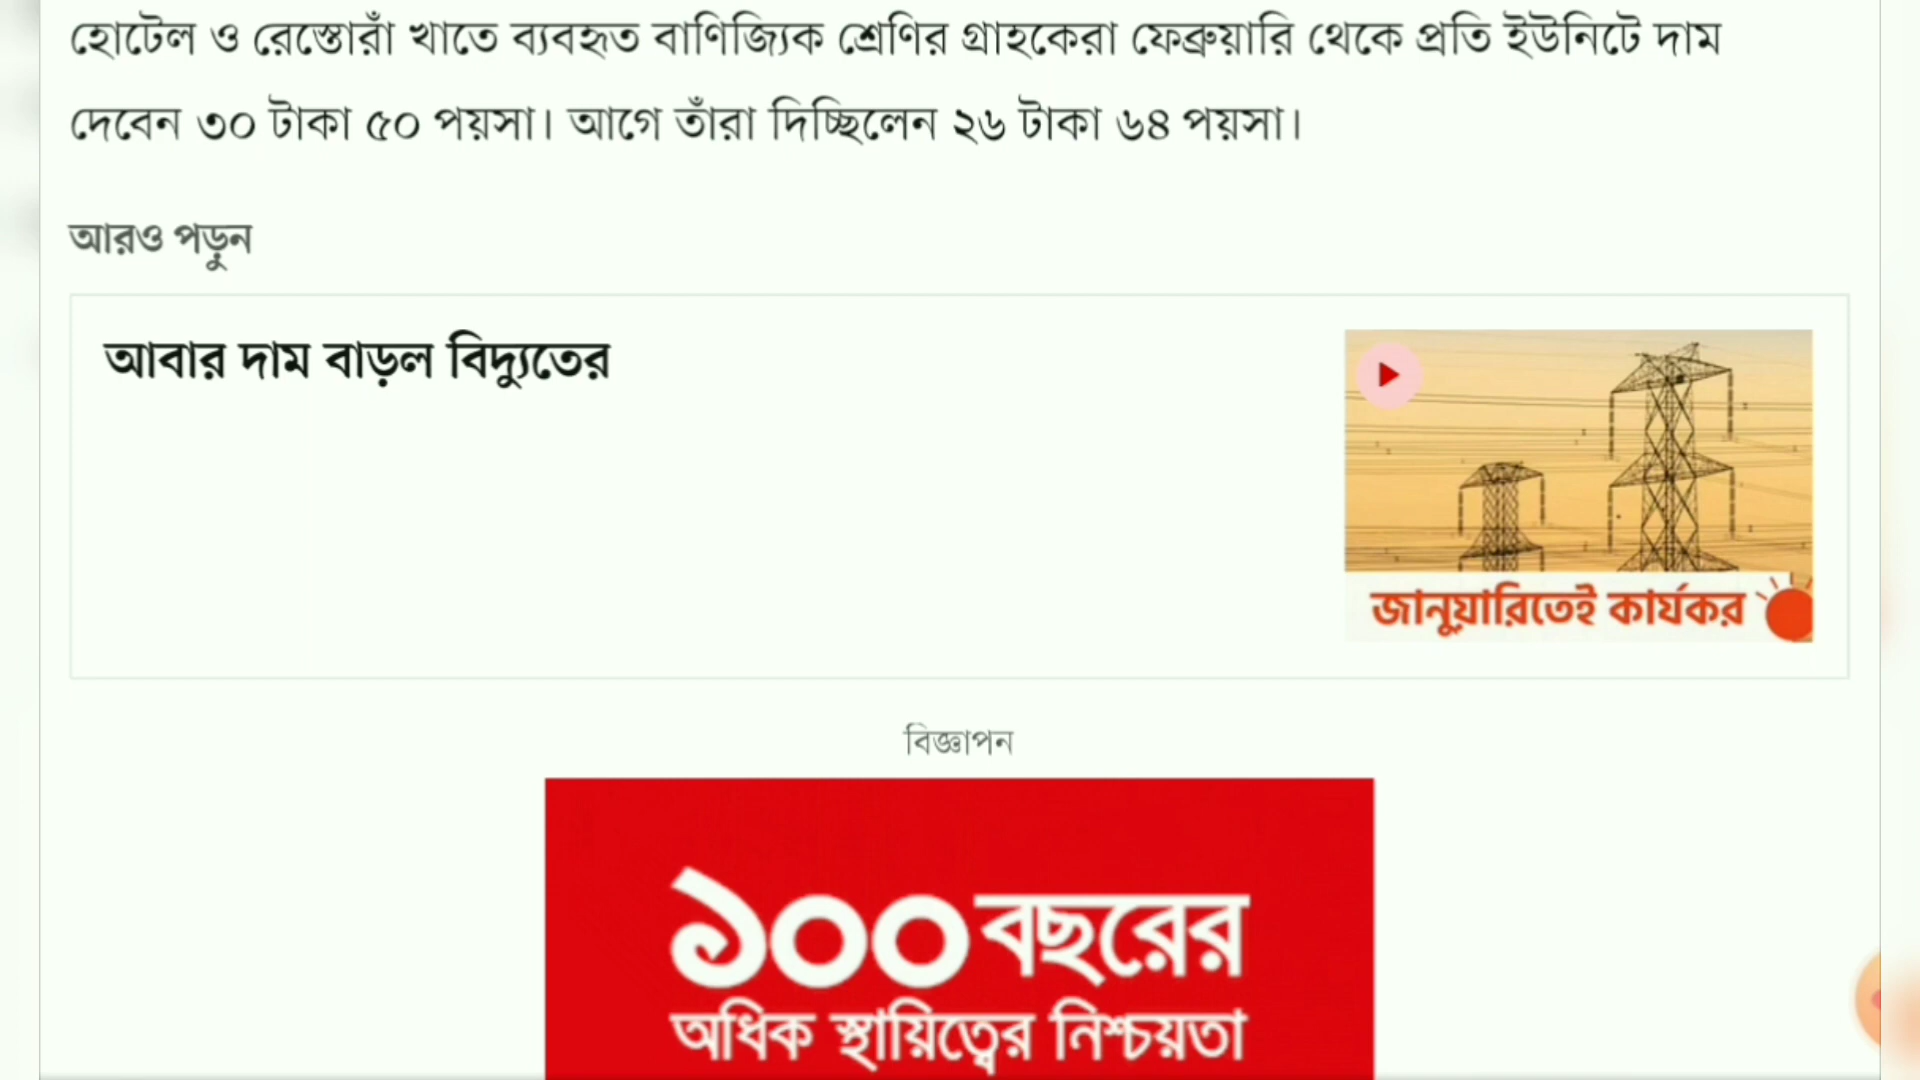 হোটেল ও রেস্তোরাঁ খাতে ব্যবহৃত বাণিজ্যিক শ্রেণির গ্রাহকেরা ফেব্রুয়ারি থেকে প্রতি ইউনিটে দাম
দেবেন ৩০ টাকা ৫০ পয়সা। আগে তাঁরা দিচ্ছিলেন ২৬ টাকা ৬৪ পয়সা।
আরও পড়ুন
আবার দাম বাড়ল বিদ্যুতের
জানুয়ারিতেই কার্যকর
বিজ্ঞাপন
১০০ বছরের
অধিক স্থায়িত্বের নিশ্চয়তা